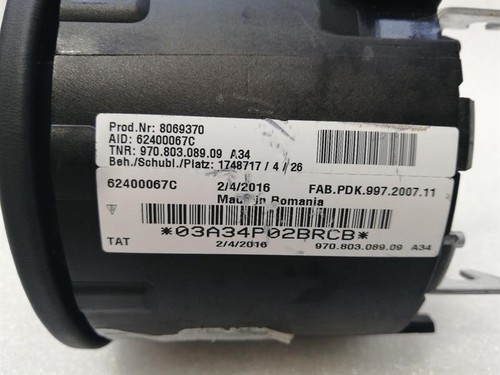 Prod.Nr: 8069370
AID: 62400067C
TNR: 970.803.089.09 A34
Beh./Schubl./Platz: 1748717 / 4 / 26
62400067C 2/4/2016 FAB.PDK.997.2007.11
Made in Romania
*03A34P02BRCB*
TAT 2/4/2016 970.803.089.09 A34